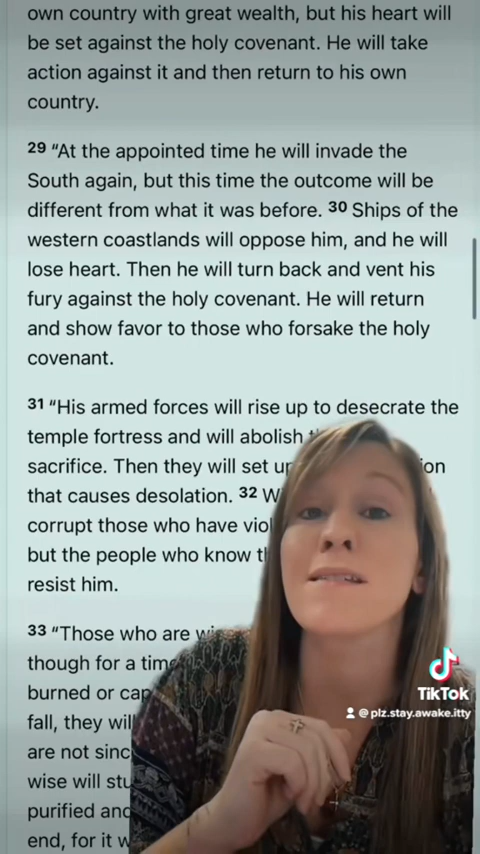 own country with great wealth, but his heart will
be set against the holy covenant. He will take
action against it and then return to his own
country.
29 “At the appointed time he will invade the
South again, but this time the outcome will be
different from what it was before. 30 Ships of the
western coastlands will oppose him, and he will
lose heart. Then he will turn back and vent his
fury against the holy covenant. He will return
and show favor to those who forsake the holy
covenant.
31 “His armed forces will rise up to desecrate the
temple fortress and will abolish
sacrifice. Then they will set
that causes desolation. 32
corrupt those who have
but the people who know
resist him.
33 “Those who are
though for a
burned or
fall, they
are not
wise will
purified and
end, for it
TikTok
@ plz.stay.awake.itty